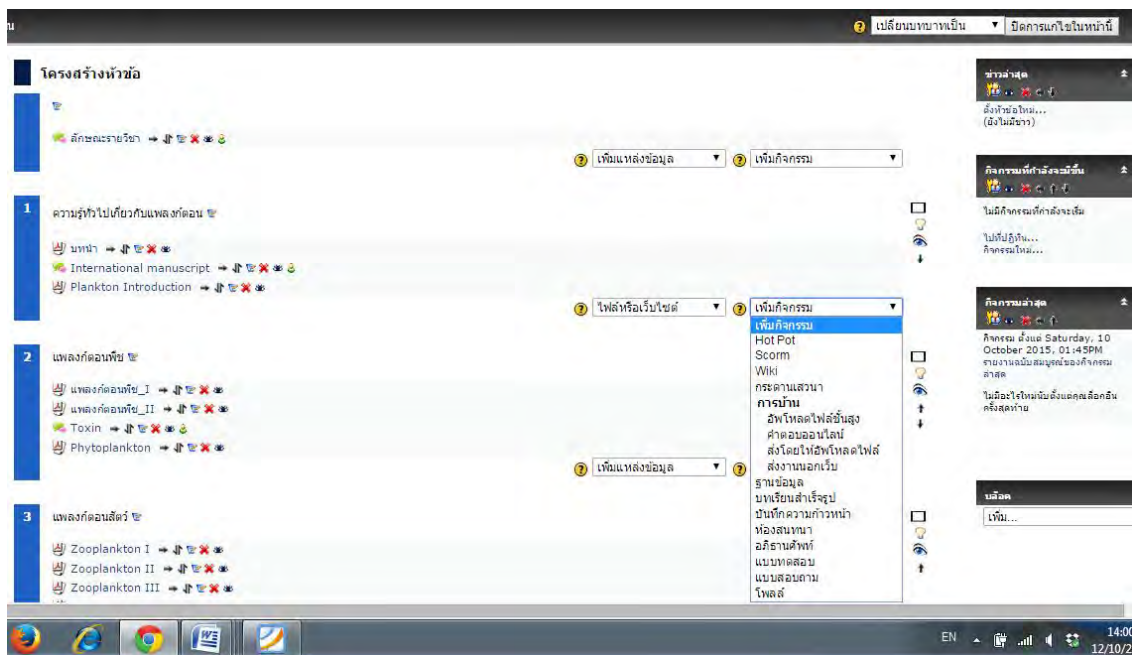 น
เปลี่ยนบทบาทเป็น
ปิดการแก้ไขในหน้านี้
โครงสร้างหัวข้อ
ลักษณะรายวิชา
เพิ่มแหล่งข้อมูล
เพิ่มกิจกรรม
1
ความรู้ทั่วไปเกี่ยวกับแพลงก์ตอน
บทนำ
International manuscript
Plankton Introduction
ไฟล์หรือเว็บไซต์
เพิ่มกิจกรรม
เพิ่มกิจกรรม
Hot Pot
Scorm
Wiki
กระดานเสวนา
การบ้าน
อัพโหลดไฟล์ขั้นสูง
คำตอบออนไลน์
ส่งโดยให้อัพโหลดไฟล์
ส่งงานนอกเว็บ
ฐานข้อมูล
บทเรียนสำเร็จรูป
บันทึกความก้าวหน้า
ห้องสนทนา
อภิธานศัพท์
แบบทดสอบ
แบบสอบถาม
โพลล์
2
แพลงก์ตอนพืช
แพลงก์ตอนพืช_I
แพลงก์ตอนพืช_II
Toxin
Phytoplankton
เพิ่มแหล่งข้อมูล
3
แพลงก์ตอนสัตว์
Zooplankton I
Zooplankton II
Zooplankton III
ข่าวล่าสุด
ตั้งหัวข้อใหม่...
(ยังไม่มีข่าว)
กิจกรรมที่กำลังจะมีขึ้น
ไม่มีกิจกรรมที่กำลังจะเริ่ม
ไปที่ปฏิทิน...
กิจกรรมใหม่...
กิจกรรมล่าสุด
กิจกรรม ตั้งแต่ Saturday, 10
October 2015, 01:45PM
รายงานฉบับสมบูรณ์ของกิจกรรม
ล่าสุด
ไม่มีอะไรใหม่นับตั้งแต่คุณล็อกอิน
ครั้งสุดท้าย
บล็อค
เพิ่ม...
EN
14:00
12/10/2